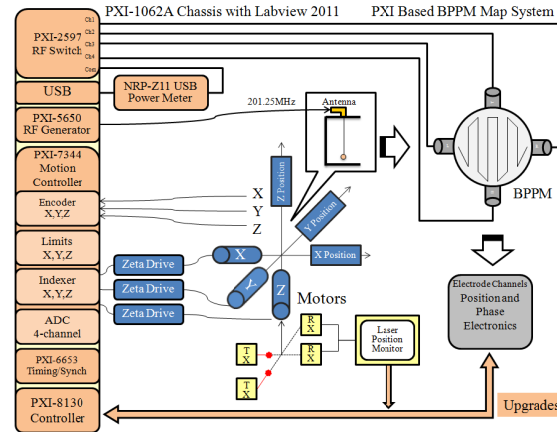 PXI-1062A Chassis with Labview 2011
PXI Based BPPM Map System
PXI-2597
RF Switch
Ch1
Ch2
Ch3
Ch4
Com
USB
NRP-Z11 USB
Power Meter
PXI-5650
RF Generator
201.25MHz
Antenna
BPPM
PXI-7344
Motion
Controller
Encoder
X,Y,Z
X
Y
Z
Limits
X,Y,Z
Indexer
X,Y,Z
Zeta Drive
Zeta Drive
Zeta Drive
X
Y
Z
Z Position
Y Position
X Position
Motors
ADC
4-channel
PXI-6653
Timing/Synch
PXI-8130
Controller
T
X
T
X
R
X
R
X
Laser
Position
Monitor
Electrode Channels
Position and
Phase
Electronics
Upgrades